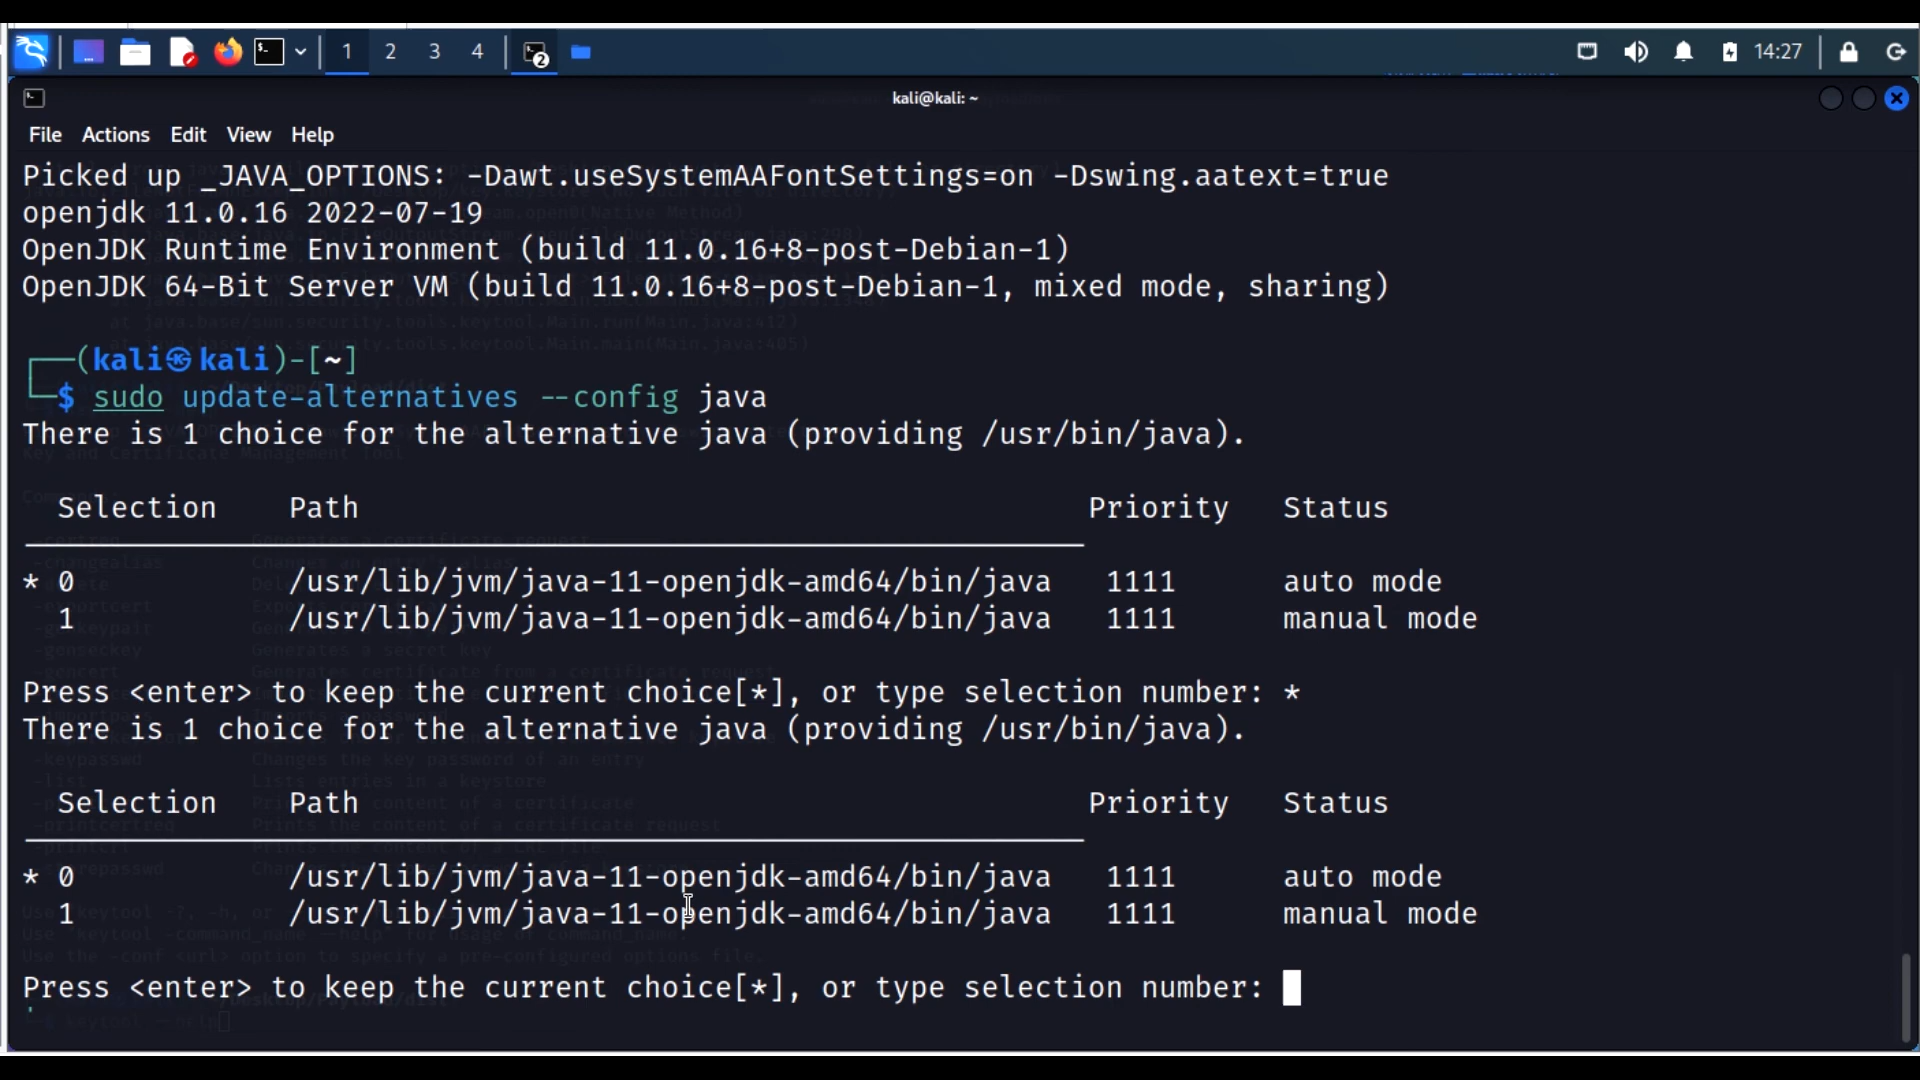 1 2 3 4 2 14:27
kali@kali: ~
File Actions Edit View Help
Picked up _JAVA_OPTIONS: -Dawt.useSystemAAFontSettings=on -Dswing.aatext=true
openjdk 11.0.16 2022-07-19
OpenJDK Runtime Environment (build 11.0.16+8-post-Debian-1)
OpenJDK 64-Bit Server VM (build 11.0.16+8-post-Debian-1, mixed mode, sharing)
(kali㉿kali)-[~]
$ sudo update-alternatives --config java
There is 1 choice for the alternative java (providing /usr/bin/java).
Selection Path Priority Status
* 0 /usr/lib/jvm/java-11-openjdk-amd64/bin/java 1111 auto mode
1 /usr/lib/jvm/java-11-openjdk-amd64/bin/java 1111 manual mode
Press <enter> to keep the current choice[*], or type selection number: *
There is 1 choice for the alternative java (providing /usr/bin/java).
Selection Path Priority Status
* 0 /usr/lib/jvm/java-11-openjdk-amd64/bin/java 1111 auto mode
1 /usr/lib/jvm/java-11-openjdk-amd64/bin/java 1111 manual mode
Press <enter> to keep the current choice[*], or type selection number: